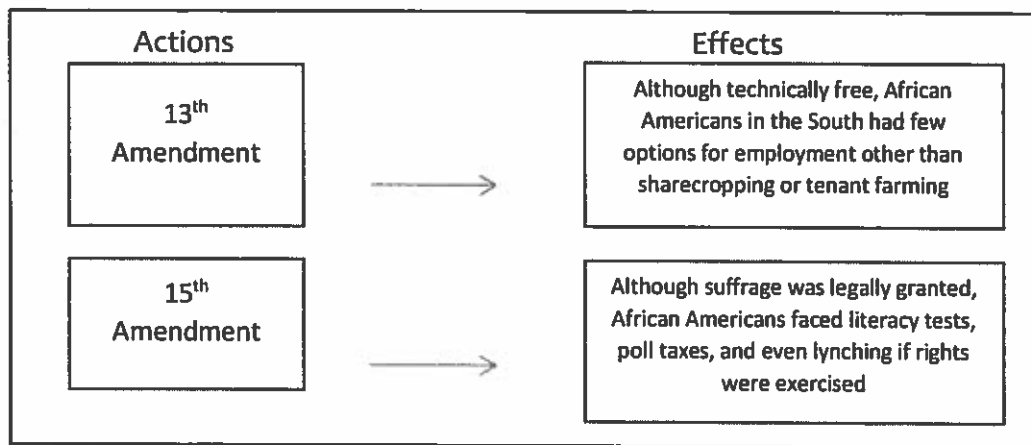 Actions
Effects
13th
Amendment
Although technically free, African
Americans in the South had few
options for employment other than
sharecropping or tenant farming
15th
Amendment
Although suffrage was legally granted,
African Americans faced literacy tests,
poll taxes, and even lynching if rights
were exercised